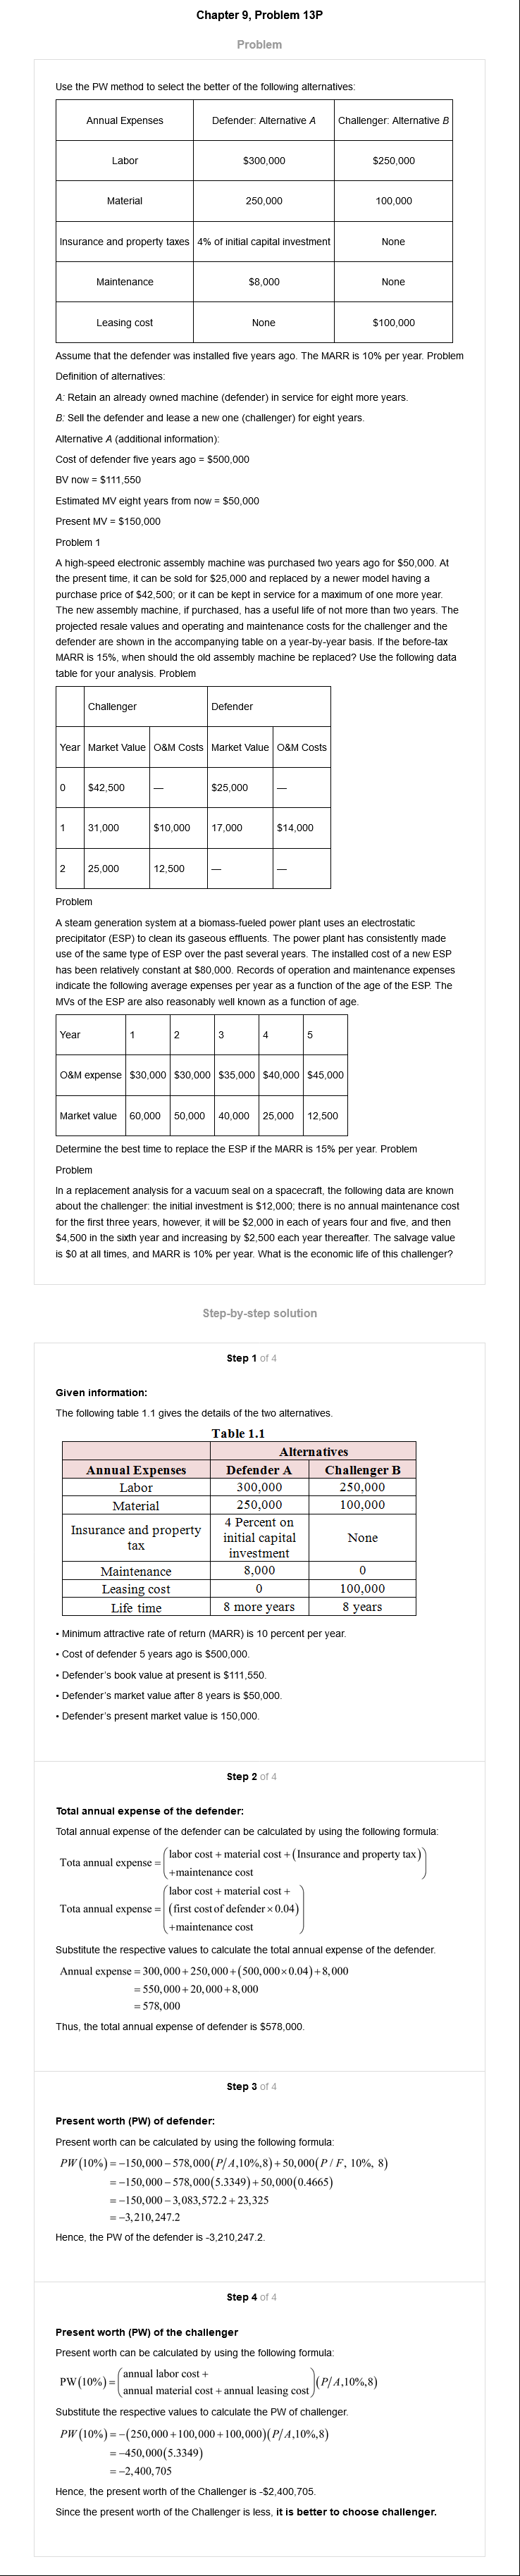 Chapter 9, Problem 13P
Problem
Use the PW method to select the better of the following alternatives:
Annual Expenses Defender: Alternative A Challenger: Alternative B
Labor $300,000 $250,000
Material 250,000 100,000
Insurance and property taxes 4% of initial capital investment None
Maintenance $8,000 None
Leasing cost None $100,000
Assume that the defender was installed five years ago. The MARR is 10% per year. Problem
Definition of alternatives:
A: Retain an already owned machine (defender) in service for eight more years.
B: Sell the defender and lease a new one (challenger) for eight years.
Alternative A (additional information):
Cost of defender five years ago = $500,000
BV now = $111,550
Estimated MV eight years from now = $50,000
Present MV = $150,000
Problem 1
A high-speed electronic assembly machine was purchased two years ago for $50,000. At
the present time, it can be sold for $25,000 and replaced by a newer model having a
purchase price of $42,500; or it can be kept in service for a maximum of one more year.
The new assembly machine, if purchased, has a useful life of not more than two years. The
projected resale values and operating and maintenance costs for the challenger and the
defender are shown in the accompanying table on a year-by-year basis. If the before-tax
MARR is 15%, when should the old assembly machine be replaced? Use the following data
table for your analysis. Problem
Challenger Defender
Year Market Value O&M Costs Market Value O&M Costs
0 $42,500 — $25,000 —
1 31,000 $10,000 17,000 $14,000
2 25,000 12,500 — —
Problem
A steam generation system at a biomass-fueled power plant uses an electrostatic
precipitator (ESP) to clean its gaseous effluents. The power plant has consistently made
use of the same type of ESP over the past several years. The installed cost of a new ESP
has been relatively constant at $80,000. Records of operation and maintenance expenses
indicate the following average expenses per year as a function of the age of the ESP. The
MVs of the ESP are also reasonably well known as a function of age.
Year 1 2 3 4 5
O&M expense $30,000 $30,000 $35,000 $40,000 $45,000
Market value 60,000 50,000 40,000 25,000 12,500
Determine the best time to replace the ESP if the MARR is 15% per year. Problem
Problem
In a replacement analysis for a vacuum seal on a spacecraft, the following data are known
about the challenger: the initial investment is $12,000; there is no annual maintenance cost
for the first three years, however, it will be $2,000 in each of years four and five, and then
$4,500 in the sixth year and increasing by $2,500 each year thereafter. The salvage value
is $0 at all times, and MARR is 10% per year. What is the economic life of this challenger?
Step-by-step solution
Step 1 of 4
Given information:
The following table 1.1 gives the details of the two alternatives.
Table 1.1
Alternatives
Annual Expenses Defender A Challenger B
Labor 300,000 250,000
Material 250,000 100,000
Insurance and property tax 4 Percent on initial capital investment None
Maintenance 8,000 0
Leasing cost 0 100,000
Life time 8 more years 8 years
• Minimum attractive rate of return (MARR) is 10 percent per year.
• Cost of defender 5 years ago is $500,000.
• Defender's book value at present is $111,550.
• Defender's market value after 8 years is $50,000.
• Defender's present market value is 150,000.
Step 2 of 4
Total annual expense of the defender:
Total annual expense of the defender can be calculated by using the following formula:
Tota annual expense = (labor cost + material cost + (Insurance and property tax)
+maintenance cost)
Tota annual expense = (labor cost + material cost +
(first cost of defender × 0.04)
+maintenance cost)
Substitute the respective values to calculate the total annual expense of the defender.
Annual expense = 300,000 + 250,000 + (500,000×0.04) + 8,000
= 550,000 + 20,000 + 8,000
= 578,000
Thus, the total annual expense of defender is $578,000.
Step 3 of 4
Present worth (PW) of defender:
Present worth can be calculated by using the following formula:
PW(10%) = −150,000 − 578,000(P/A,10%,8) + 50,000(P / F, 10%, 8)
= −150,000 − 578,000(5.3349) + 50,000(0.4665)
= −150,000 − 3,083,572.2 + 23,325
= −3,210,247.2
Hence, the PW of the defender is -3,210,247.2.
Step 4 of 4
Present worth (PW) of the challenger
Present worth can be calculated by using the following formula:
PW(10%) = (annual labor cost +
annual material cost + annual leasing cost)(P/A,10%,8)
Substitute the respective values to calculate the PW of challenger.
PW(10%) = −(250,000 + 100,000 + 100,000)(P/A,10%,8)
= −450,000(5.3349)
= −2,400,705
Hence, the present worth of the Challenger is -$2,400,705.
Since the present worth of the Challenger is less, it is better to choose challenger.